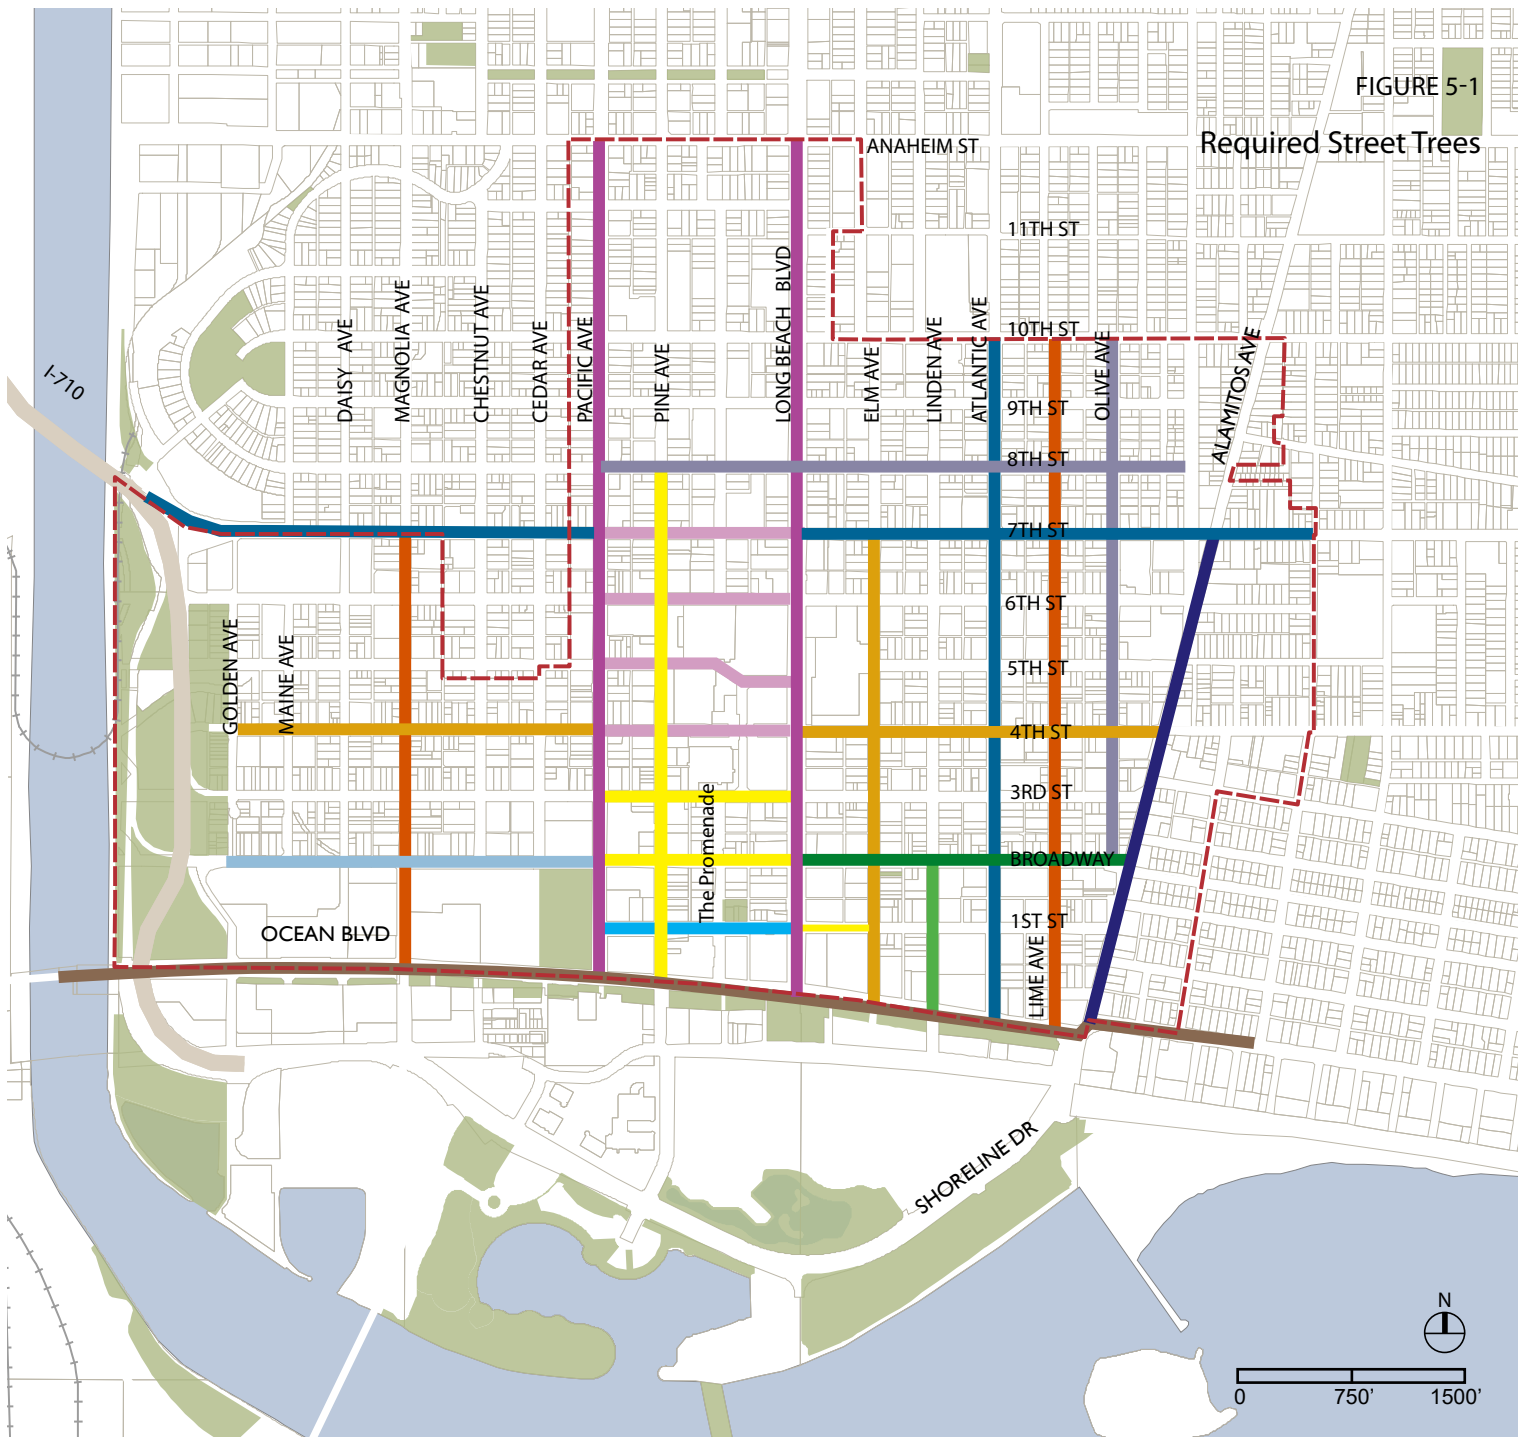 FIGURE 5-1
Required Street Trees
ANAHEIM ST
11TH ST
10TH ST
9TH ST
8TH ST
7TH ST
6TH ST
5TH ST
4TH ST
3RD ST
BROADWAY
1ST ST
I-710
DAISY AVE
MAGNOLIA AVE
CHESTNUT AVE
CEDAR AVE
PACIFIC AVE
PINE AVE
LONG BEACH BLVD
ELM AVE
LINDEN AVE
ATLANTIC AVE
OLIVE AVE
ALAMITOS AVE
GOLDEN AVE
MAINE AVE
The Promenade
LIME AVE
OCEAN BLVD
SHORELINE DR
N
0 750’ 1500’